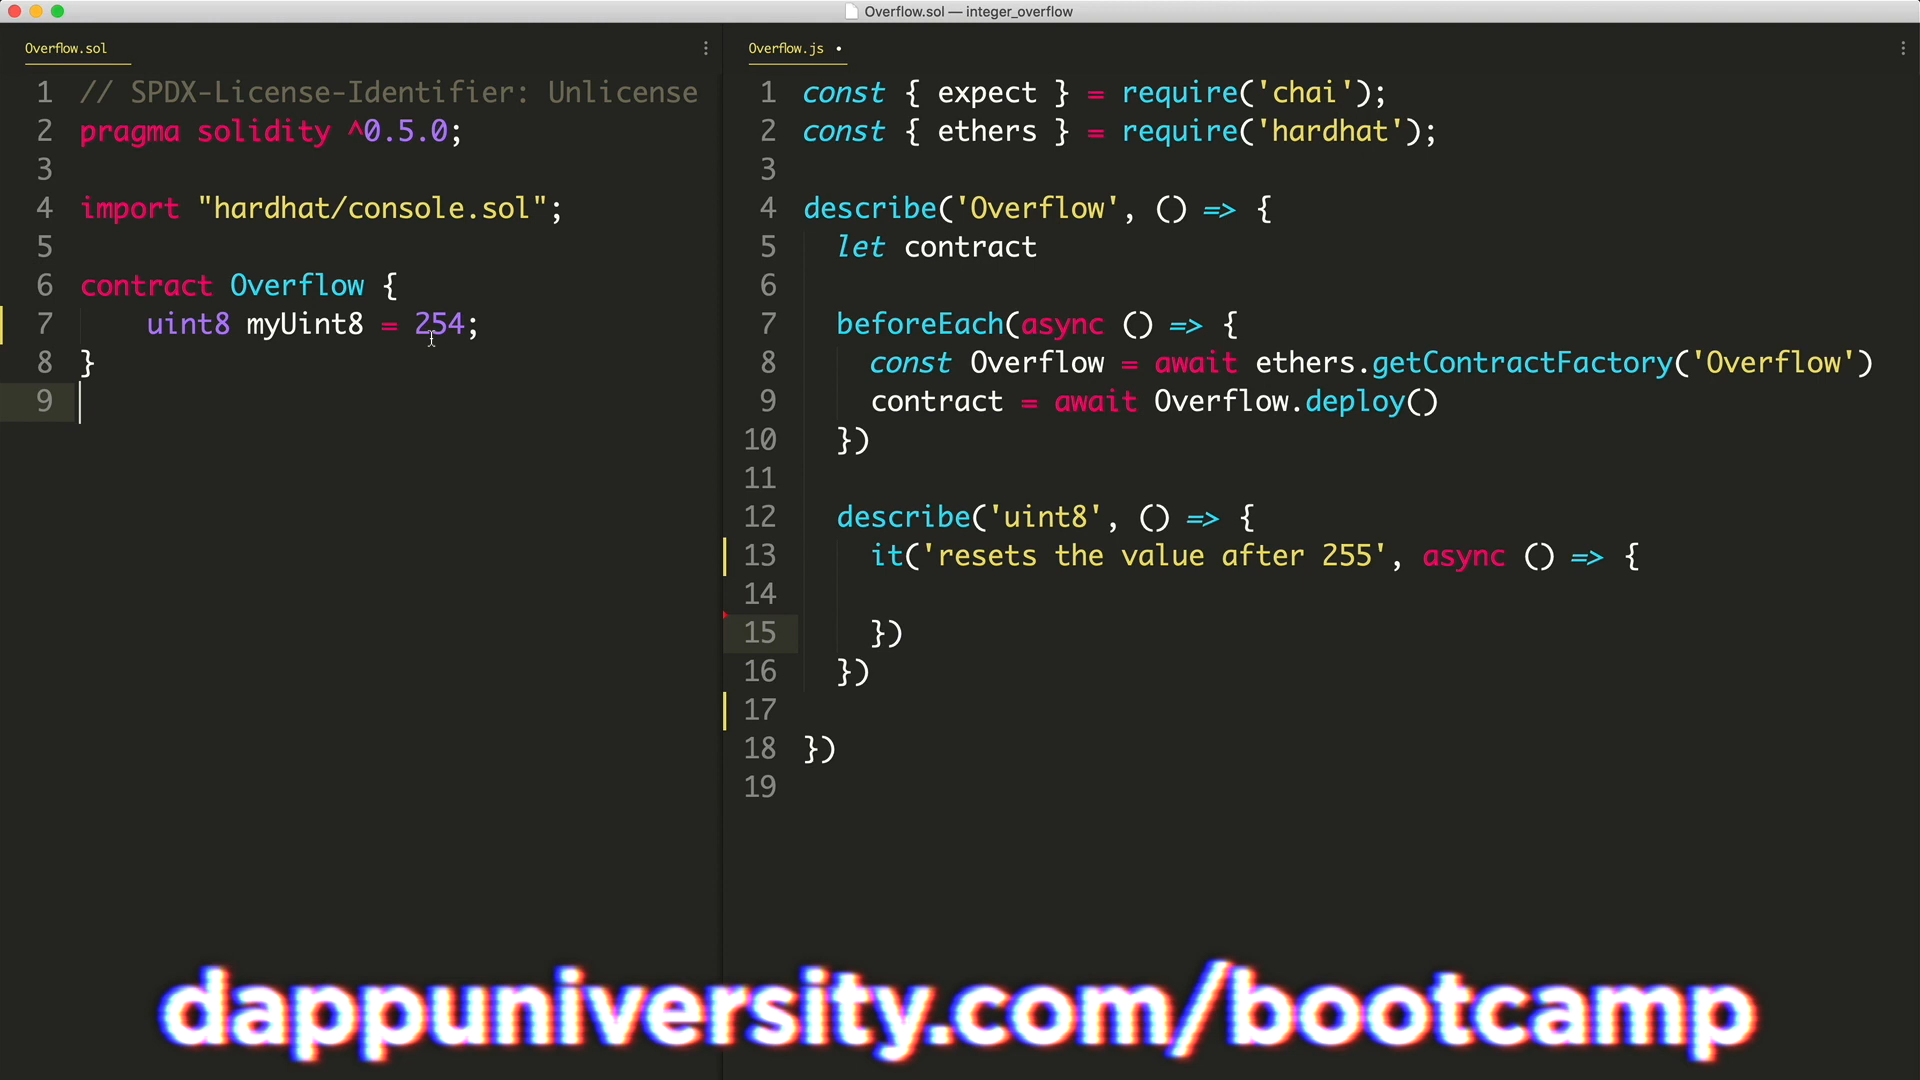 Overflow.sol — integer_overflow
Overflow.sol
1 // SPDX-License-Identifier: Unlicense
2 pragma solidity ^0.5.0;
3
4 import "hardhat/console.sol";
5
6 contract Overflow {
7 uint8 myUint8 = 254;
8 }
9
Overflow.js
1 const { expect } = require('chai');
2 const { ethers } = require('hardhat');
3
4 describe('Overflow', () => {
5 let contract
6
7 beforeEach(async () => {
8 const Overflow = await ethers.getContractFactory('Overflow')
9 contract = await Overflow.deploy()
10 })
11
12 describe('uint8', () => {
13 it('resets the value after 255', async () => {
14
15 })
16 })
17
18 })
19
dappuniversity.com/bootcamp